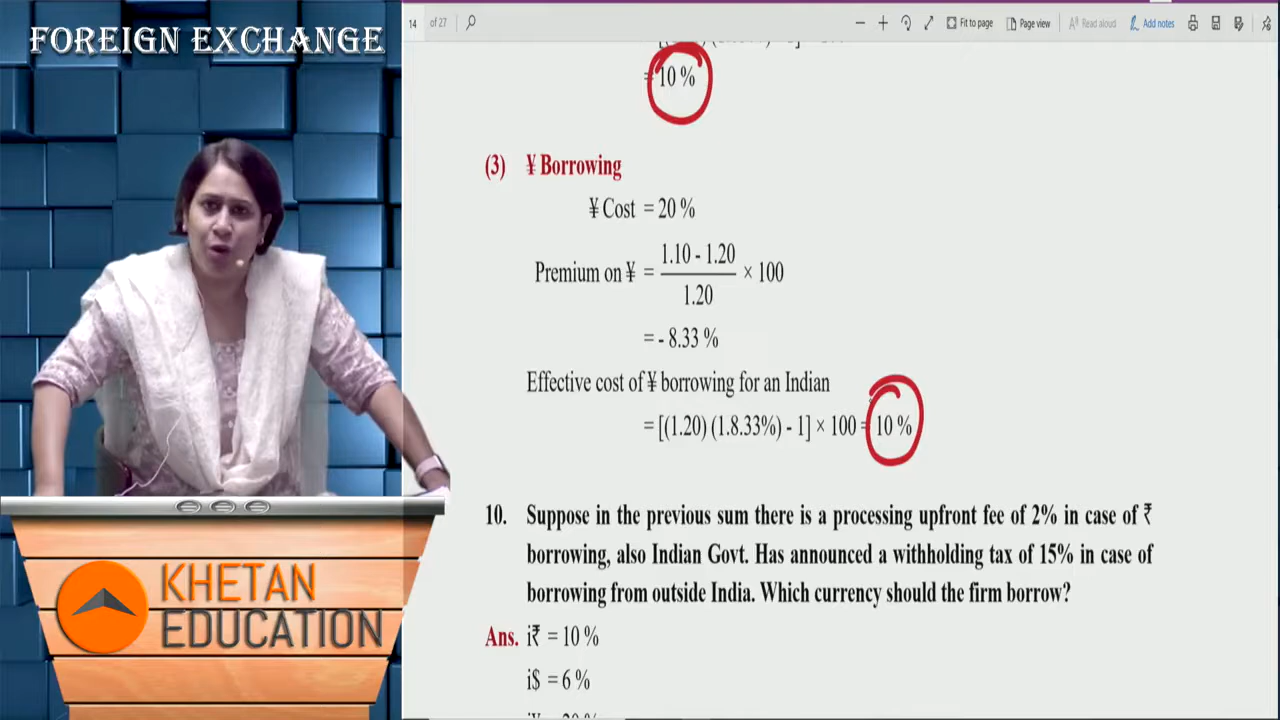 FOREIGN EXCHANGE
14 of 27
Fit to page
Page view
Read aloud
Add notes
= 10 %
(3) ¥ Borrowing
¥ Cost = 20 %
Premium on ¥ = 1.10 - 1.20 / 1.20 × 100
= - 8.33 %
Effective cost of ¥ borrowing for an Indian
= [(1.20) (1.8.33%) - 1] × 100 = 10 %
10. Suppose in the previous sum there is a processing upfront fee of 2% in case of ₹
borrowing, also Indian Govt. Has announced a withholding tax of 15% in case of
borrowing from outside India. Which currency should the firm borrow?
Ans. i₹ = 10 %
i$ = 6 %
KHETAN
EDUCATION